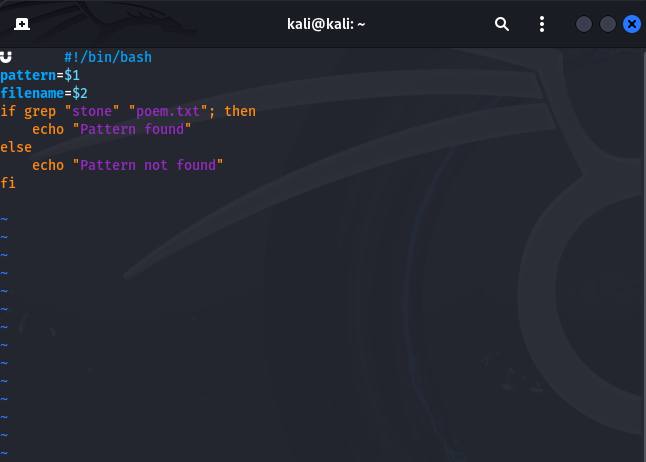 kali@kali: ~
#!/bin/bash
pattern=$1
filename=$2
if grep "stone" "poem.txt"; then
    echo "Pattern found"
else
    echo "Pattern not found"
fi
~
~
~
~
~
~
~
~
~
~
~
~
~
~